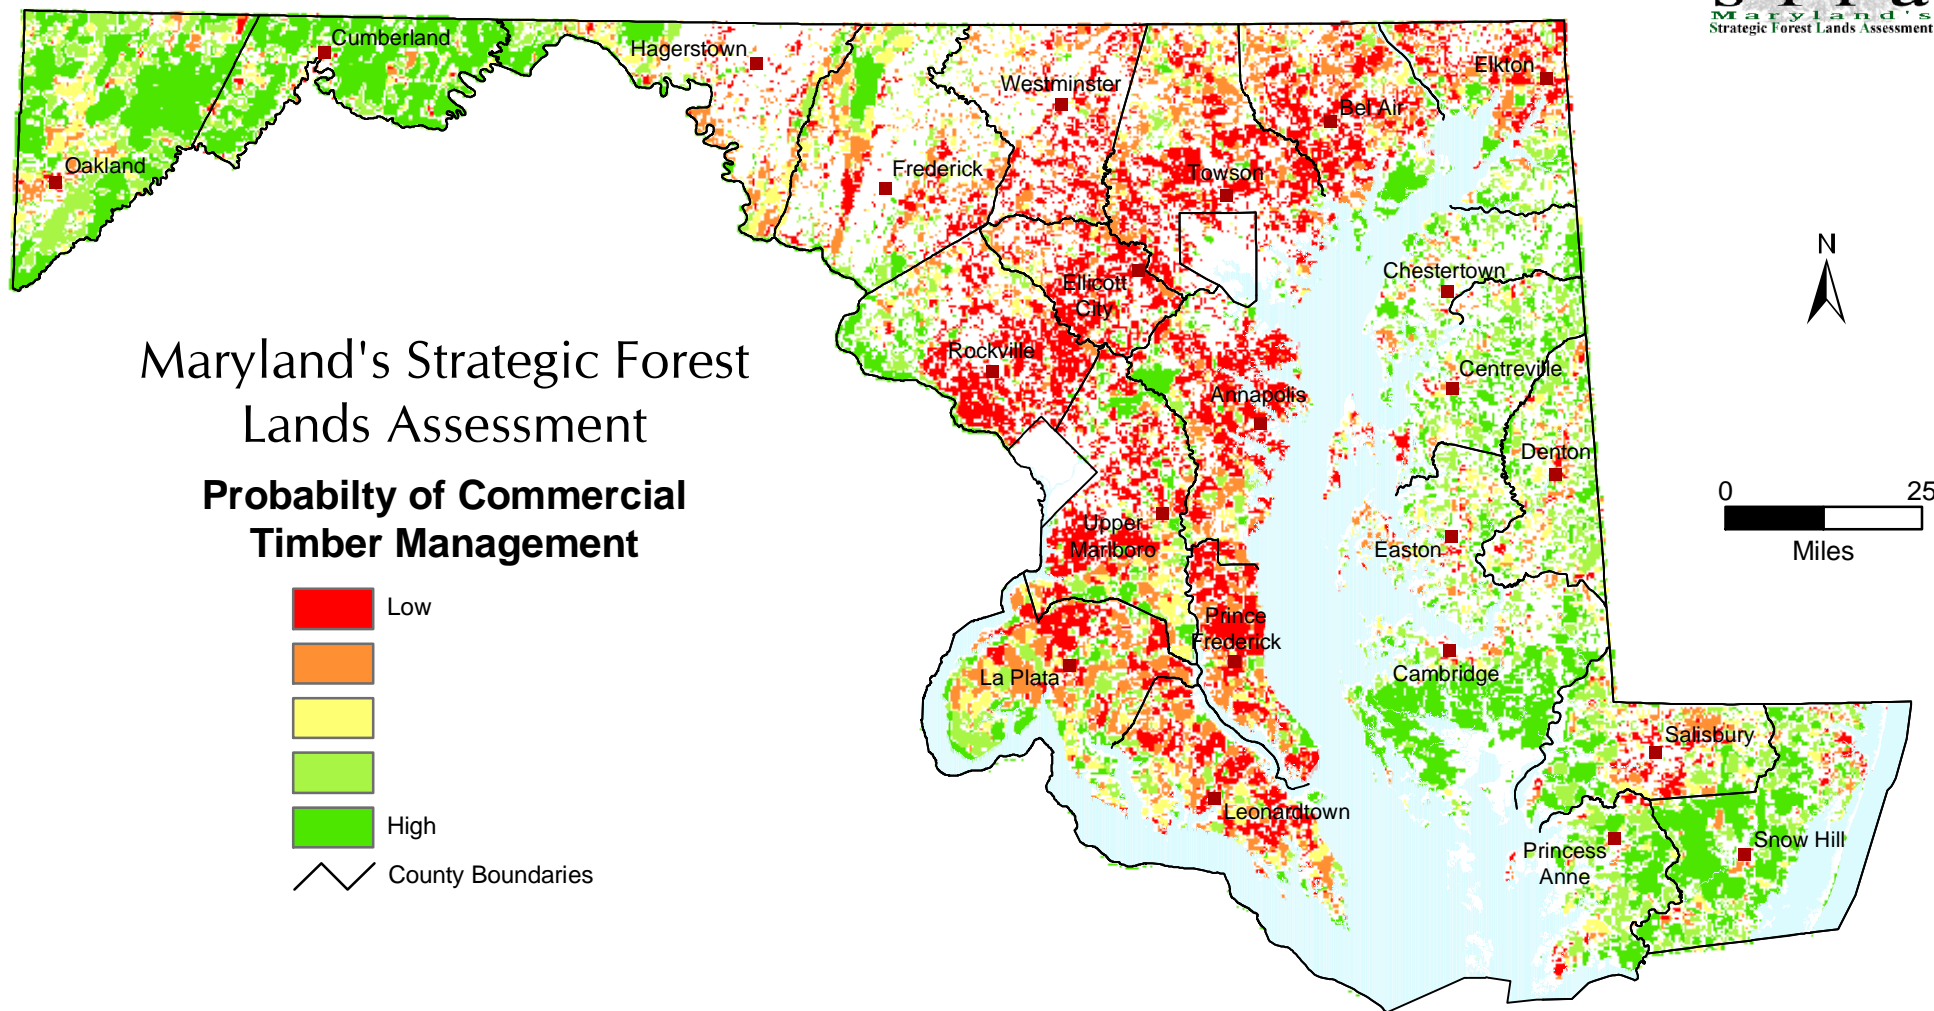 Maryland's
Strategic Forest Lands Assessment
Cumberland
Hagerstown
Westminster
Elkton
Bel Air
Oakland
Frederick
Towson
N
Chestertown
Ellicott
City
Rockville
Centreville
Annapolis
Maryland's Strategic Forest
Lands Assessment
Probabilty of Commercial
Timber Management
Denton
0 25
Miles
Upper
Marlboro
Easton
Low
Prince
Frederick
La Plata
Cambridge
Salisbury
Leonardtown
High
Princess
Anne
Snow Hill
County Boundaries